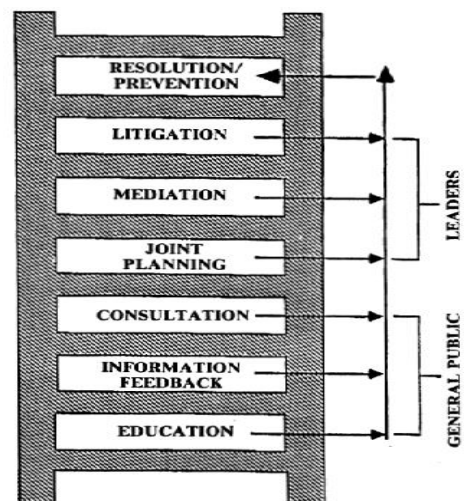 RESOLUTION/
PREVENTION
LITIGATION
MEDIATION
JOINT
PLANNING
CONSULTATION
INFORMATION
FEEDBACK
EDUCATION
LEADERS
GENERAL PUBLIC